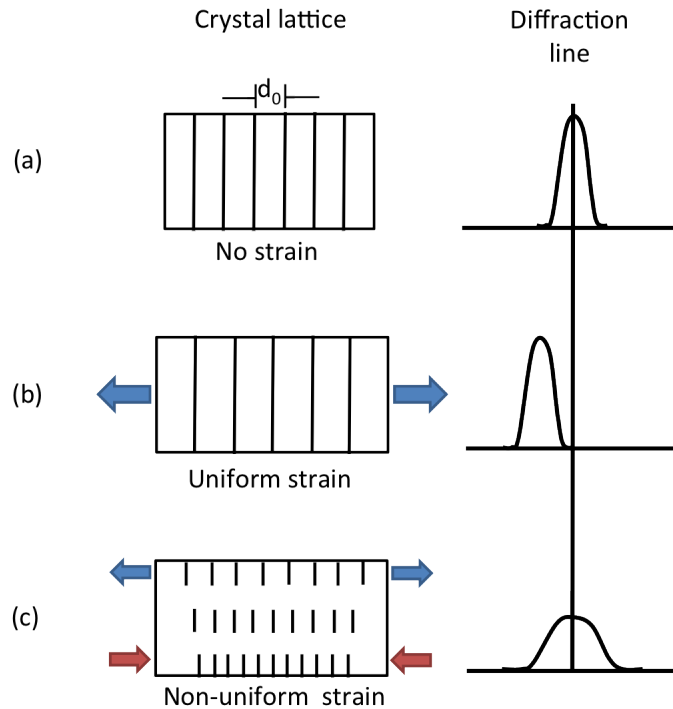 Crystal lattice
Diffraction
line
d₀
(a)
No strain
(b)
Uniform strain
(c)
Non-uniform strain